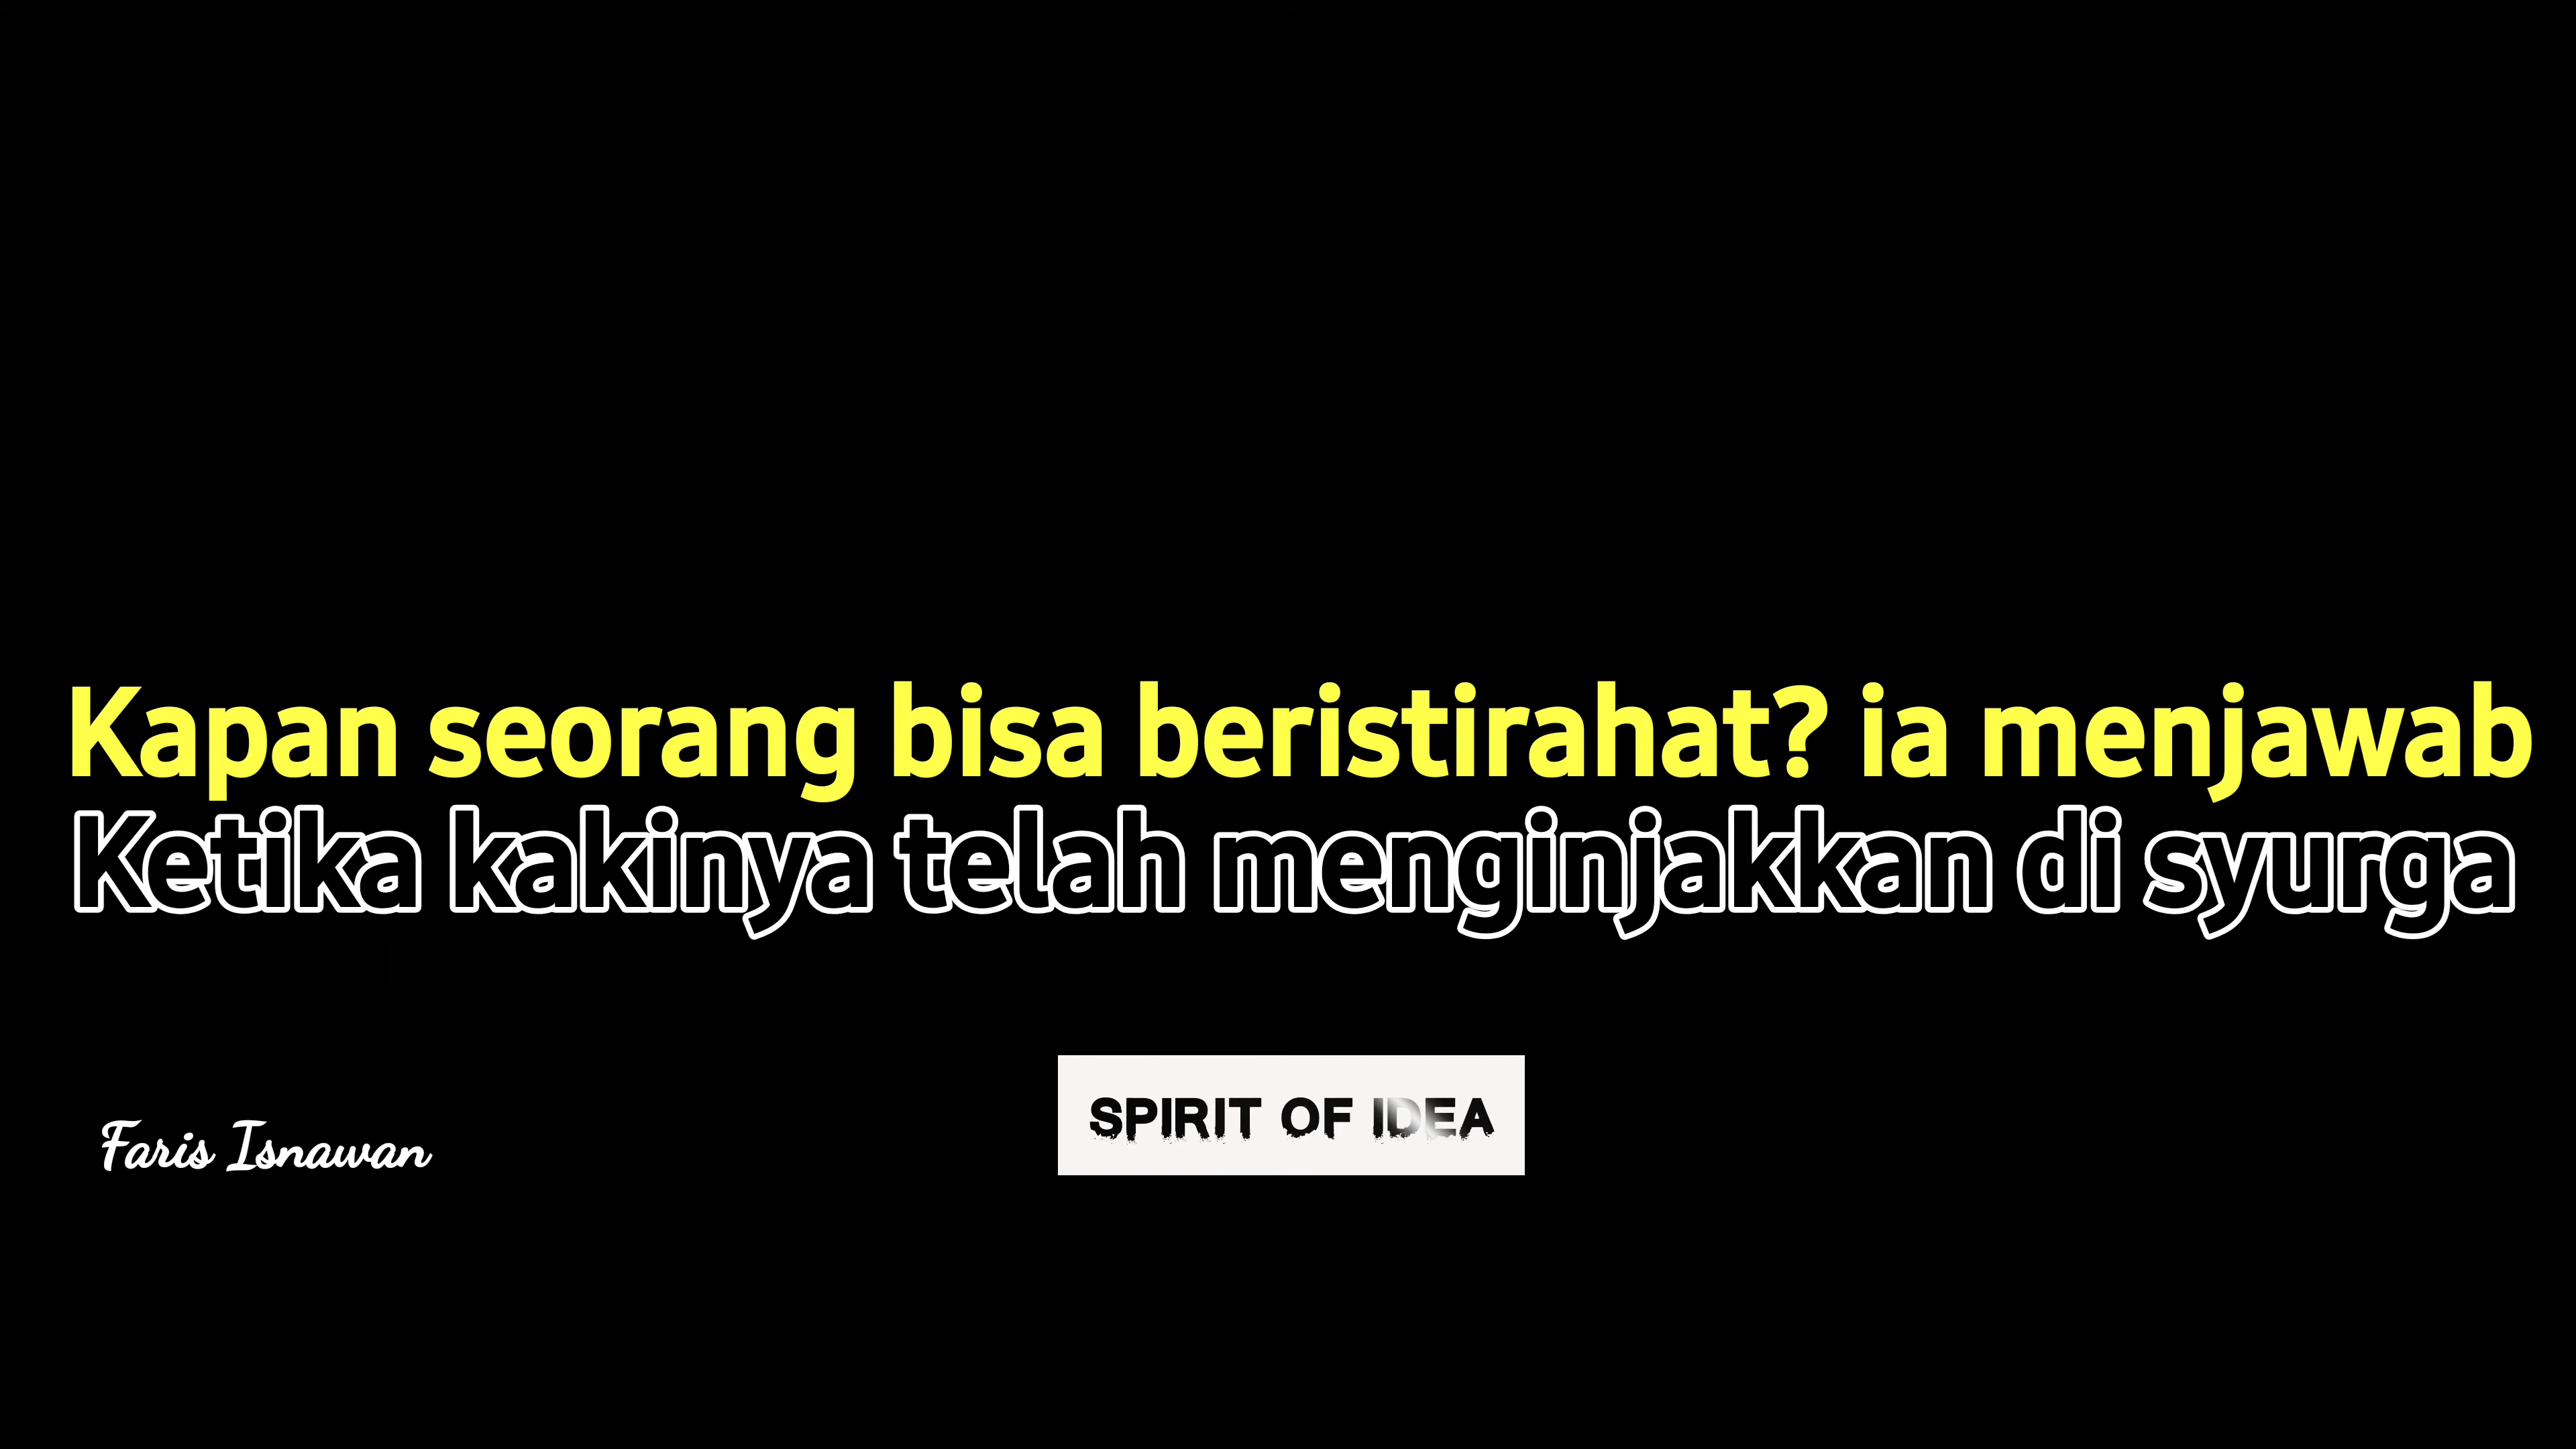 Kapan seorang bisa beristirahat? ia menjawab
Ketika kakinya telah menginjakkan di syurga
SPIRIT OF IDEA
Faris Isnawan